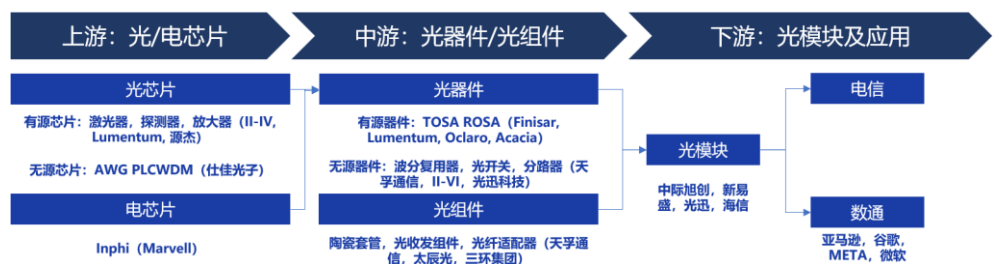 上游：光/电芯片
中游：光器件/光组件
下游：光模块及应用
光芯片
有源芯片：激光器，探测器，放大器（II-IV,
Lumentum, 源杰）
无源芯片：AWG PLCWDM（仕佳光子）
电芯片
Inphi（Marvell）
光器件
有源器件：TOSA ROSA（Finisar,
Lumentum, Oclaro, Acacia）
无源器件：波分复用器，光开关，分路器（天
孚通信，II-VI，光迅科技）
光组件
陶瓷套管，光收发组件，光纤适配器（天孚通
信，太辰光，三环集团）
光模块
中际旭创，新易
盛，光迅，海信
电信
数通
亚马逊，谷歌，
META，微软